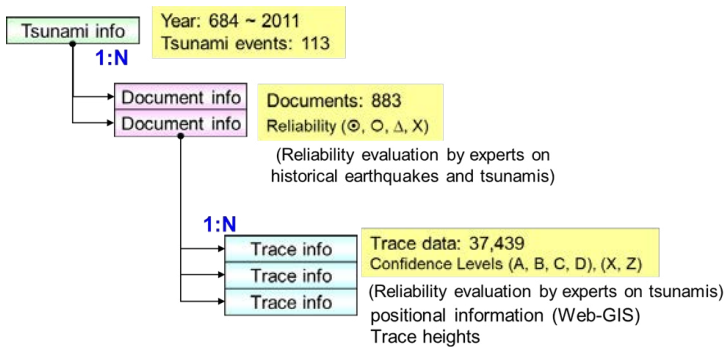 Tsunami info
Year: 684 ~ 2011
Tsunami events: 113
1:N
Document info
Document info
Documents: 883
Reliability (⦿, O, Δ, X)
(Reliability evaluation by experts on
historical earthquakes and tsunamis)
1:N
Trace info
Trace info
Trace info
Trace data: 37,439
Confidence Levels (A, B, C, D), (X, Z)
(Reliability evaluation by experts on tsunamis)
positional information (Web-GIS)
Trace heights